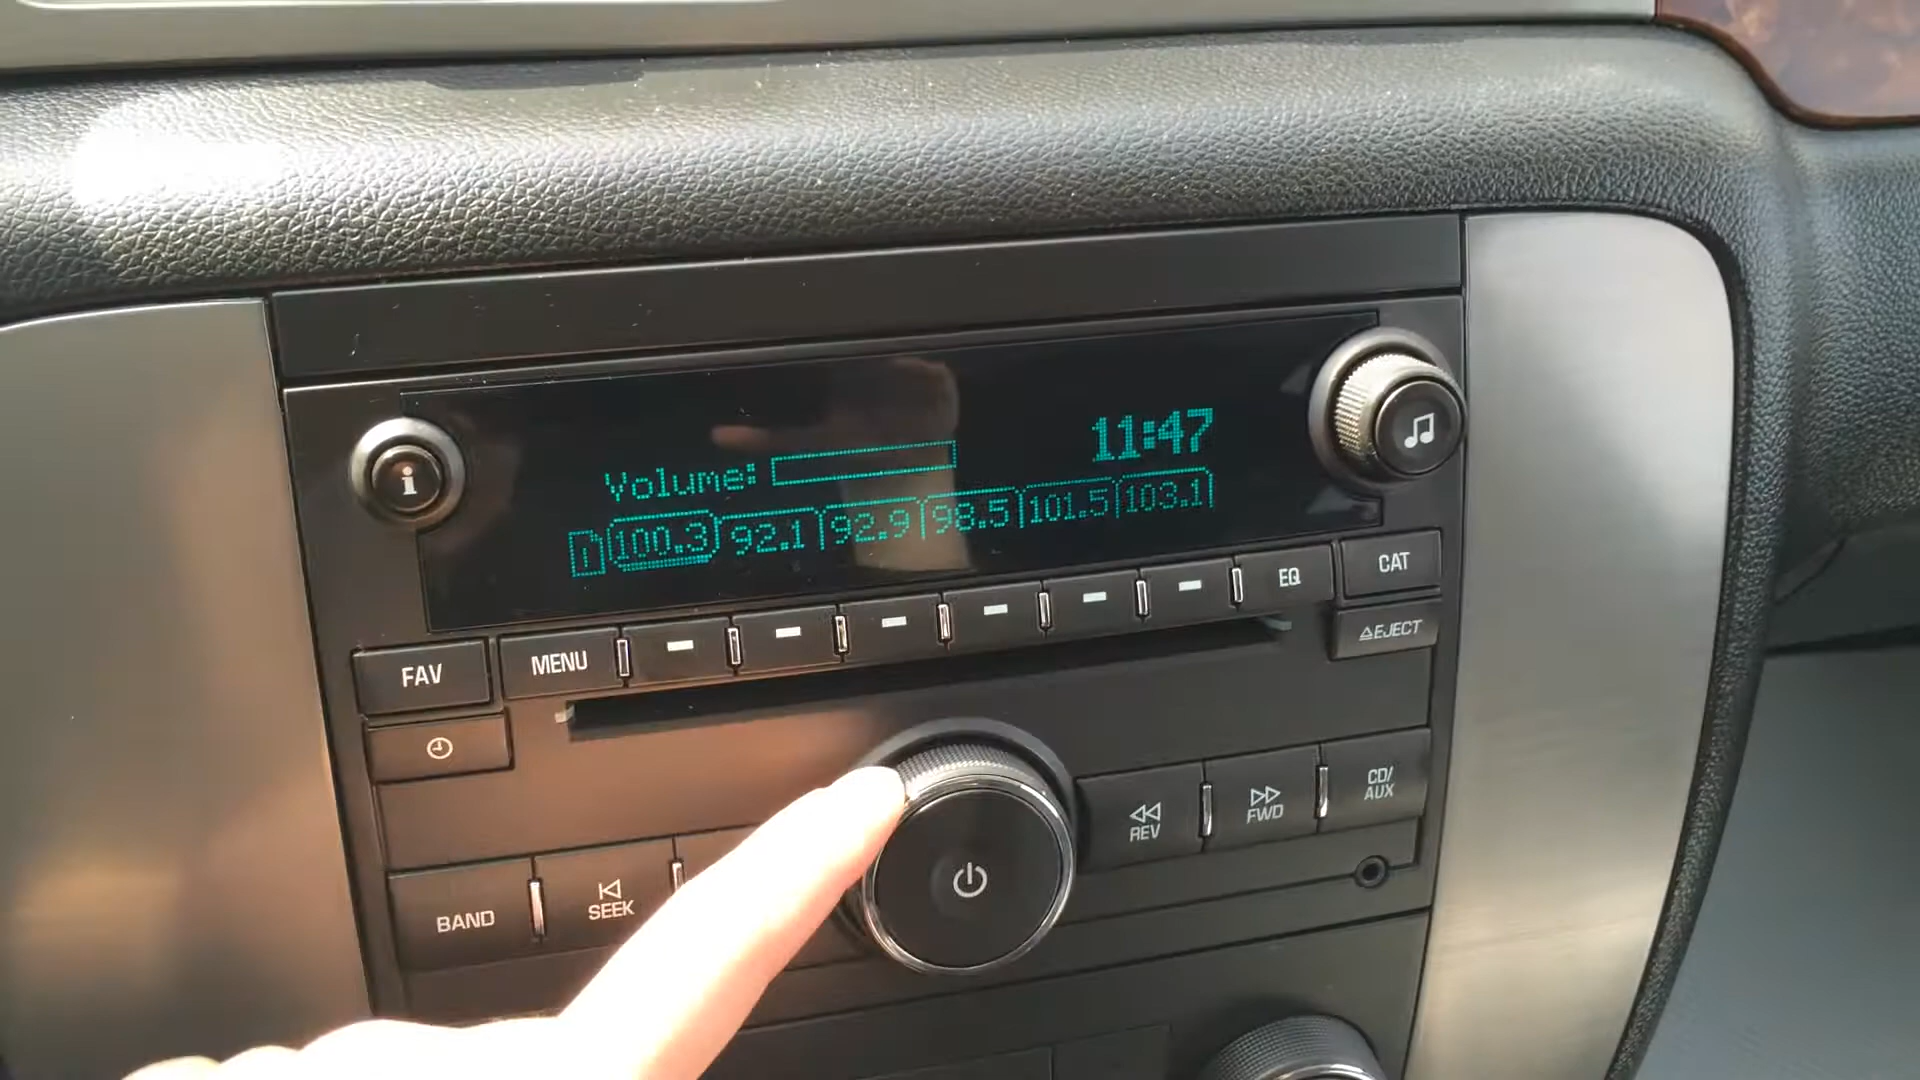 11:47
Volume:
1 100.3 92.1 92.9 98.5 101.5 103.1
i
FAV
MENU
EQ
CAT
EJECT
BAND
SEEK
REV
FWD
CD/
AUX